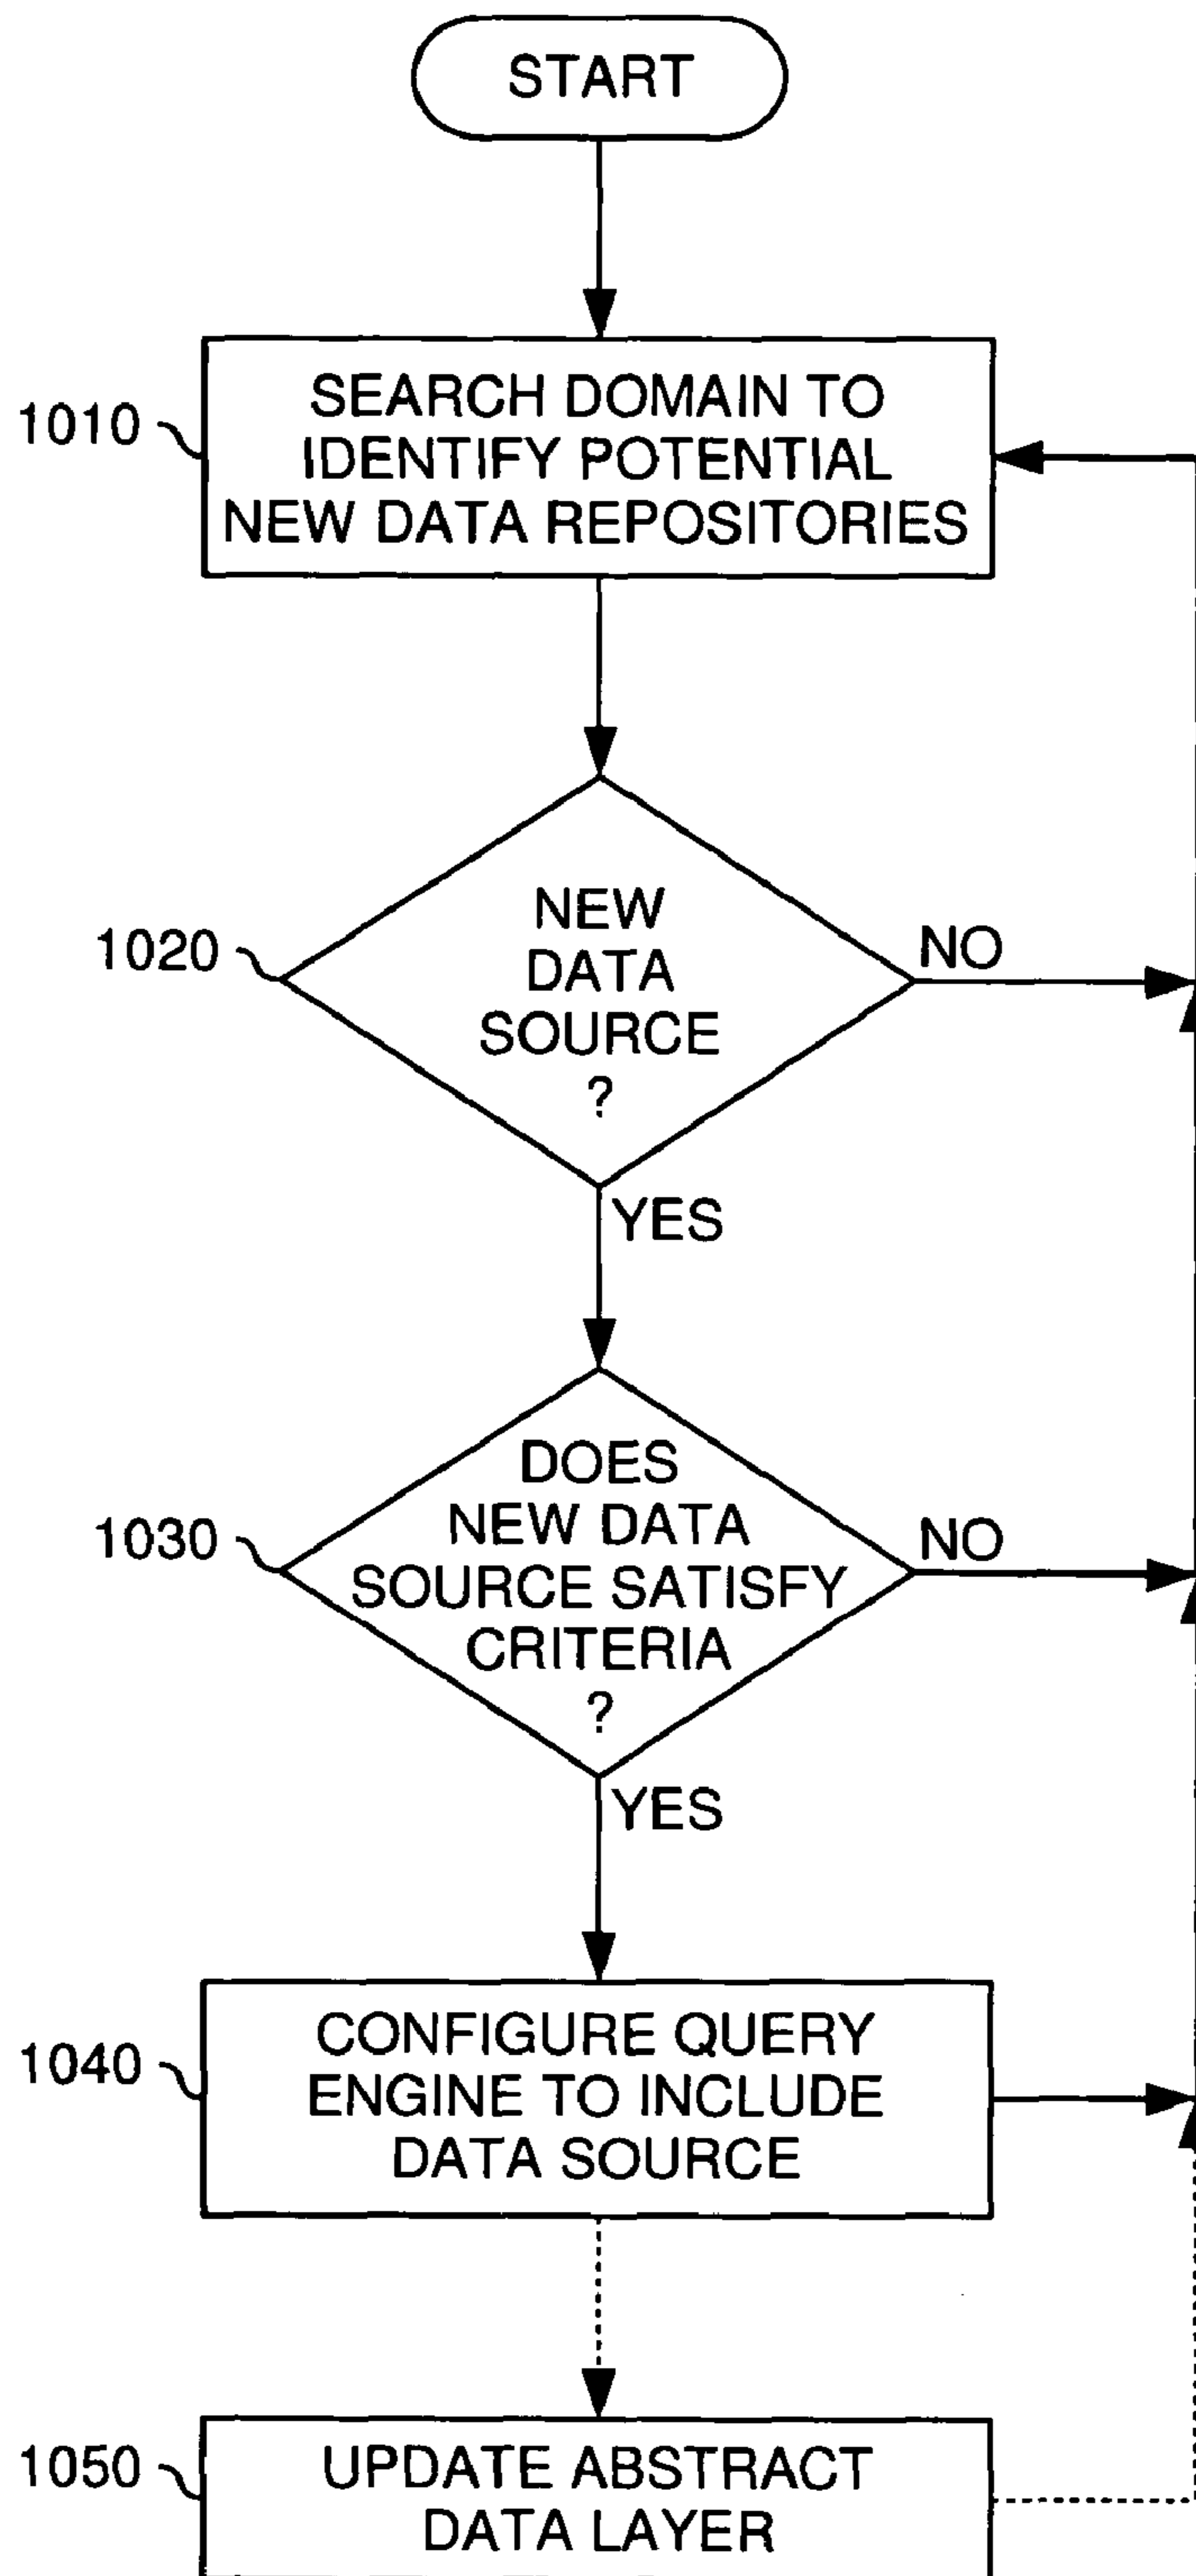 START
1010
SEARCH DOMAIN TO
IDENTIFY POTENTIAL
NEW DATA REPOSITORIES
1020
NEW
DATA
SOURCE
?
NO
YES
1030
DOES
NEW DATA
SOURCE SATISFY
CRITERIA
?
NO
YES
1040
CONFIGURE QUERY
ENGINE TO INCLUDE
DATA SOURCE
1050
UPDATE ABSTRACT
DATA LAYER